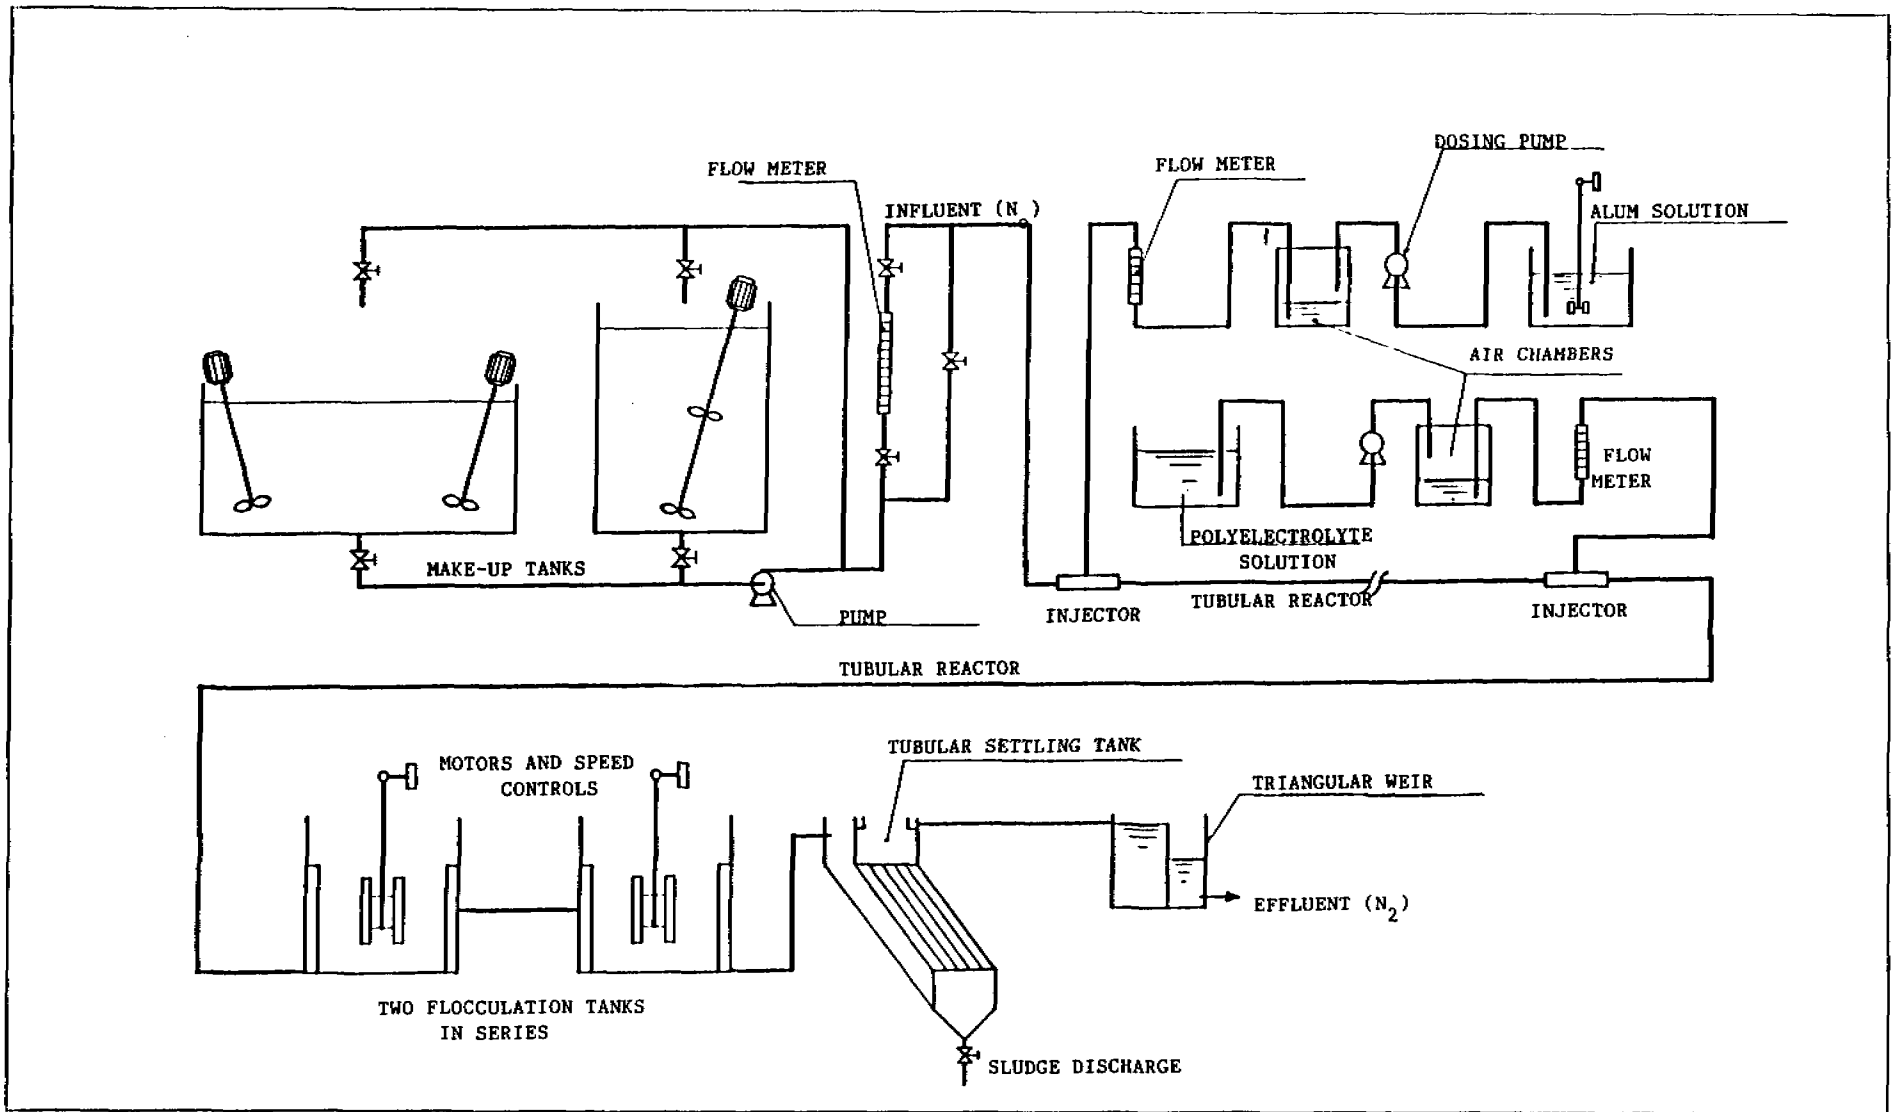 DOSING PUMP
FLOW METER
FLOW METER
INFLUENT (N )
ALUM SOLUTION
AIR CHAMBERS
FLOW
METER
POLYELECTROLYTE
SOLUTION
MAKE-UP TANKS
PUMP
INJECTOR
TUBULAR REACTOR
INJECTOR
TUBULAR REACTOR
MOTORS AND SPEED
CONTROLS
TUBULAR SETTLING TANK
TRIANGULAR WEIR
EFFLUENT (N2)
TWO FLOCCULATION TANKS
IN SERIES
SLUDGE DISCHARGE